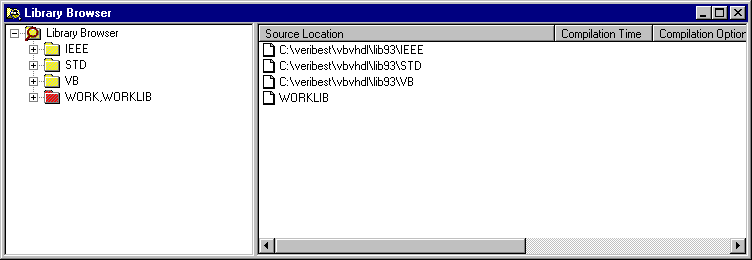 Library Browser
Library Browser
IEEE
STD
VB
WORK,WORKLIB
Source Location Compilation Time Compilation Option
C:\veribest\vbvhdl\lib93\IEEE
C:\veribest\vbvhdl\lib93\STD
C:\veribest\vbvhdl\lib93\VB
WORKLIB